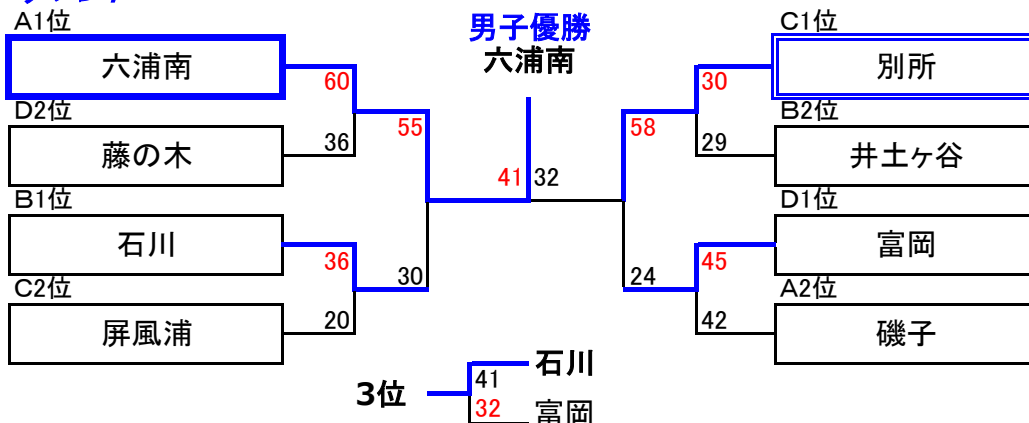 A1位
六浦南
60
D2位
藤の木
36
55
B1位
石川
36
C2位
屏風浦
20
30
男子優勝
六浦南
41
32
C1位
別所
30
58
B2位
井土ヶ谷
29
D1位
富岡
45
24
A2位
磯子
42
3位
石川
41
32
富岡